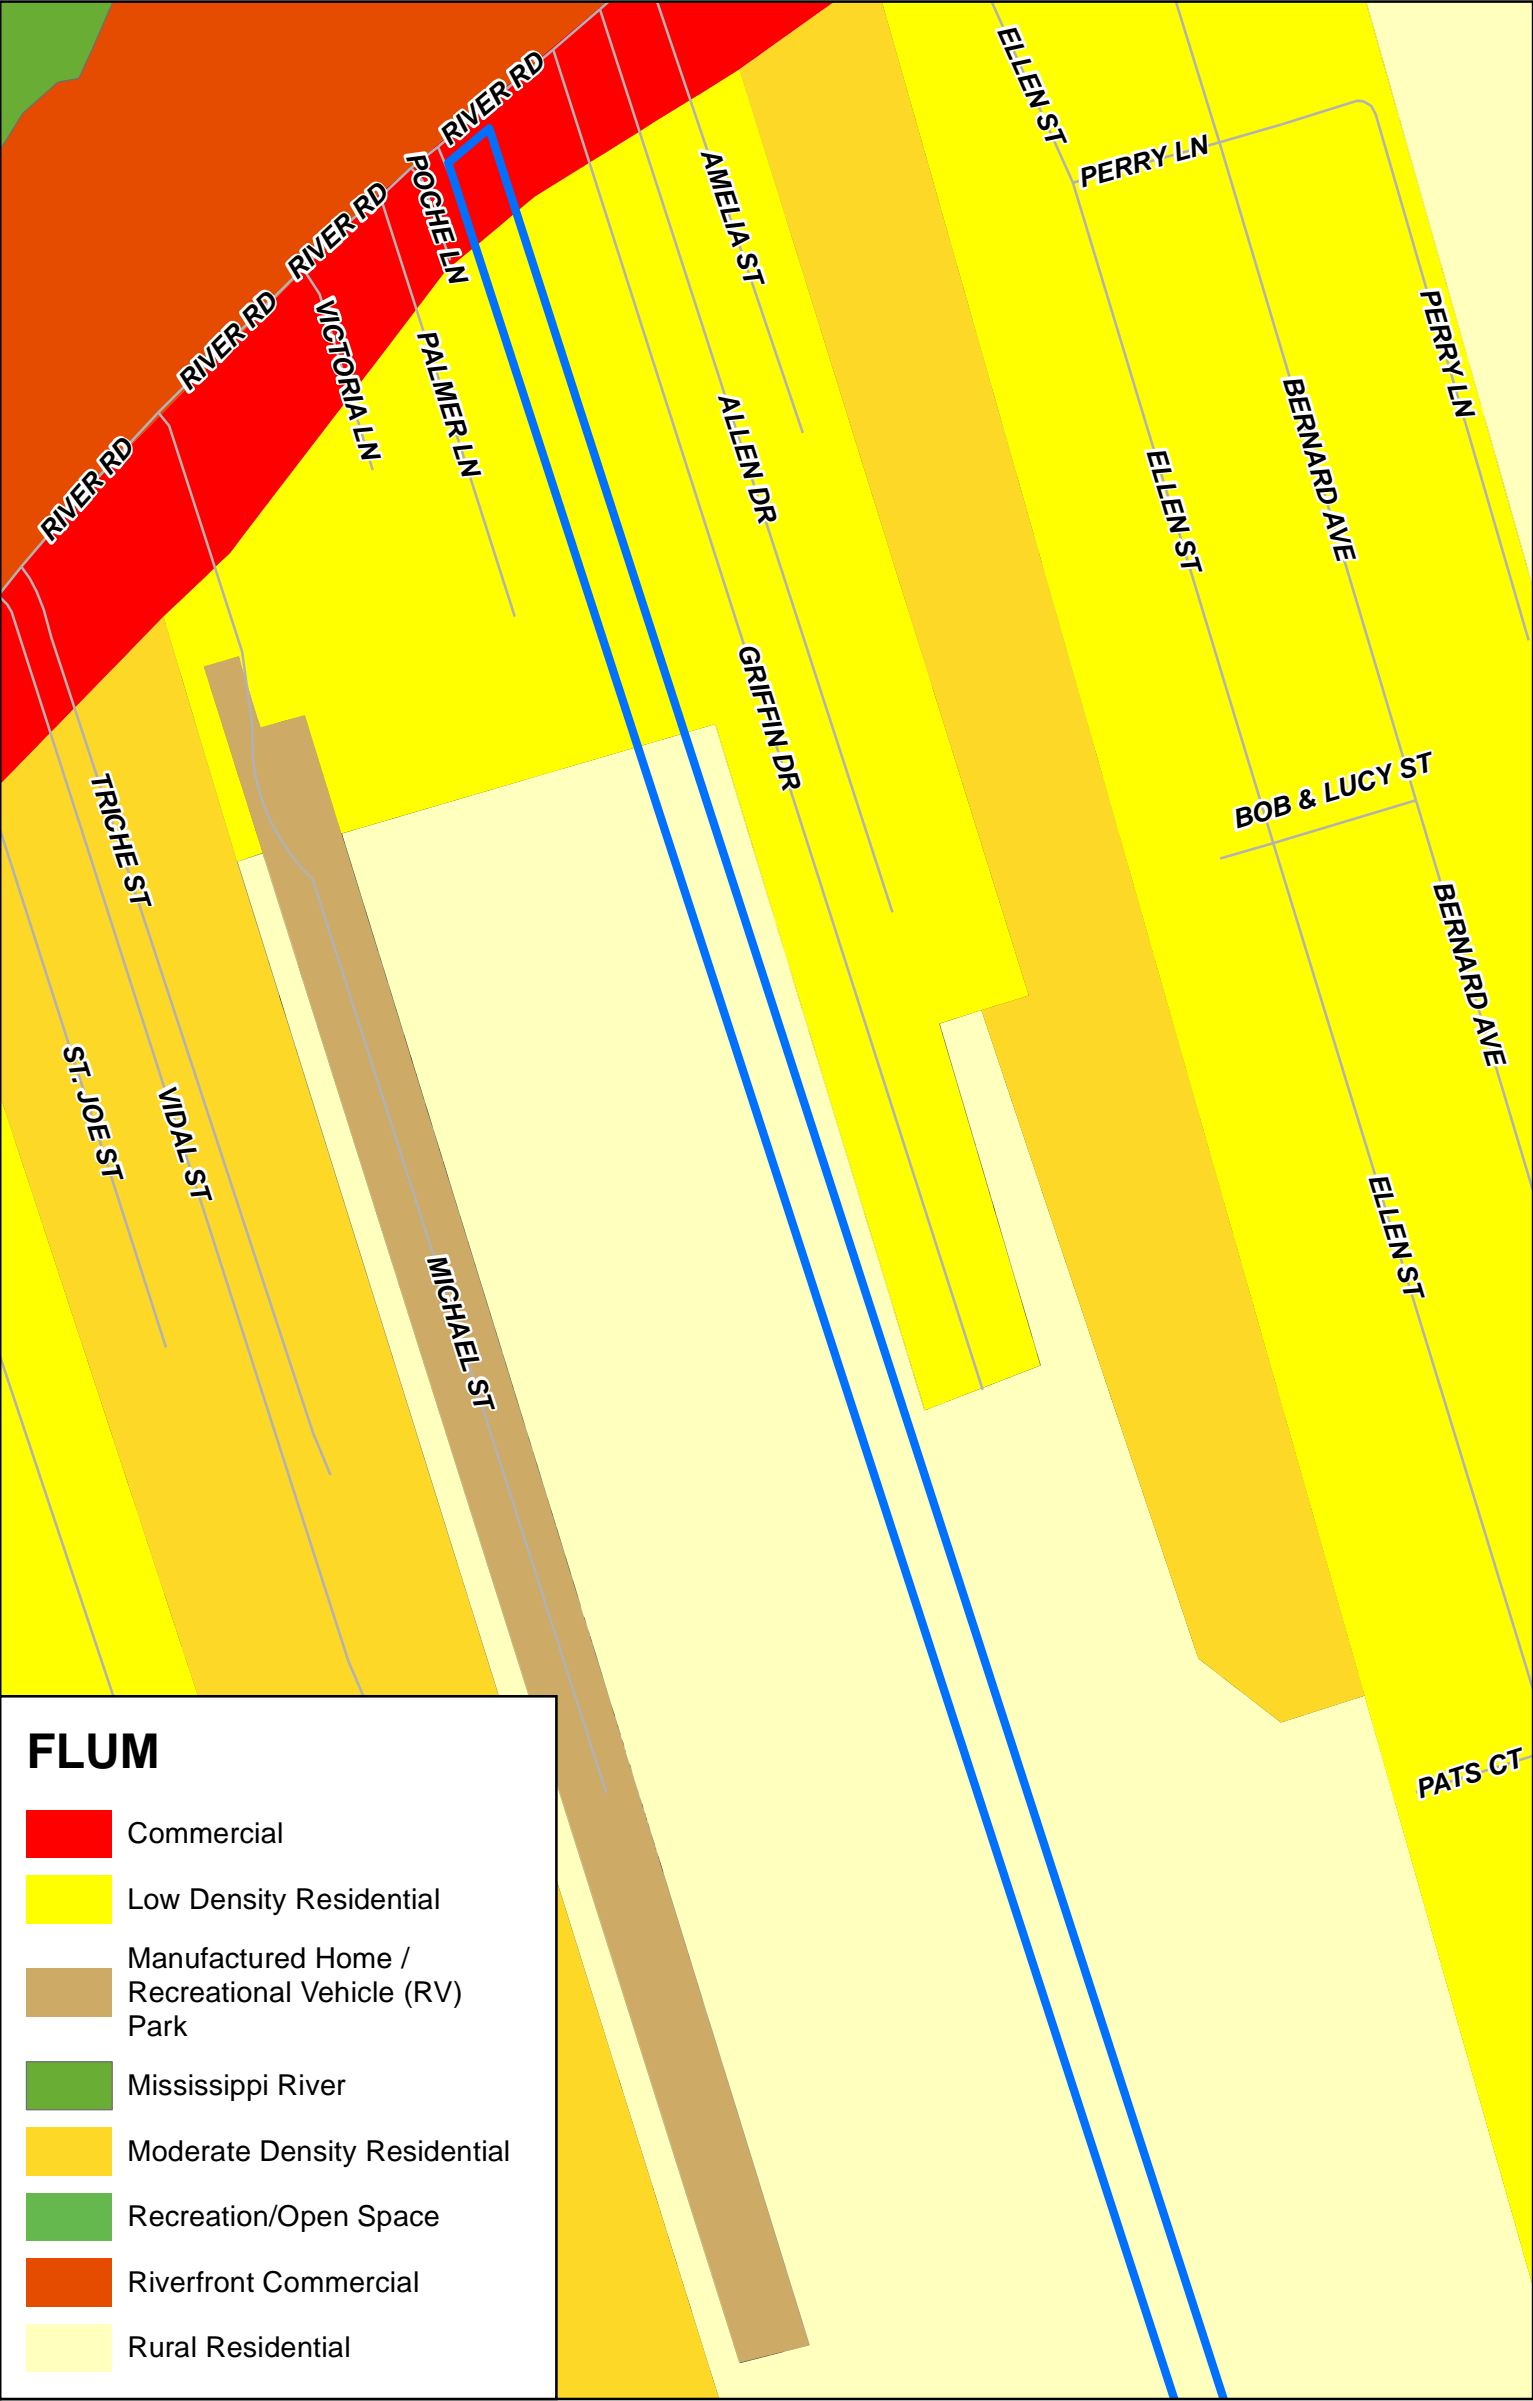 RIVER RD
ELLEN ST
PERRY LN
POCHE LN
RIVER RD
AMELIA ST
RIVER RD
VICTORIA LN
PALMER LN
PERRY LN
RIVER RD
ALLEN DR
BERNARD AVE
ELLEN ST
GRIFFIN DR
BOB & LUCY ST
TRICHE ST
BERNARD AVE
ST. JOE ST
VIDAL ST
ELLEN ST
MICHAEL ST
PATS CT
FLUM
Commercial
Low Density Residential
Manufactured Home /
Recreational Vehicle (RV)
Park
Mississippi River
Moderate Density Residential
Recreation/Open Space
Riverfront Commercial
Rural Residential